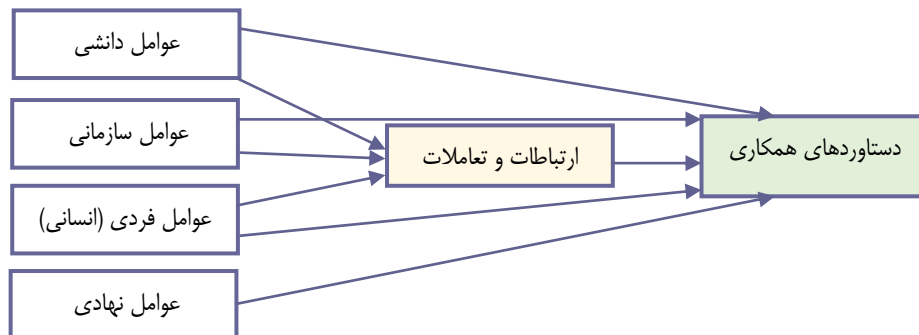 عوامل دانشی
عوامل سازمانی
ارتباطات و تعاملات
دستاوردهای همکاری
عوامل فردی (انسانی)
عوامل نهادی